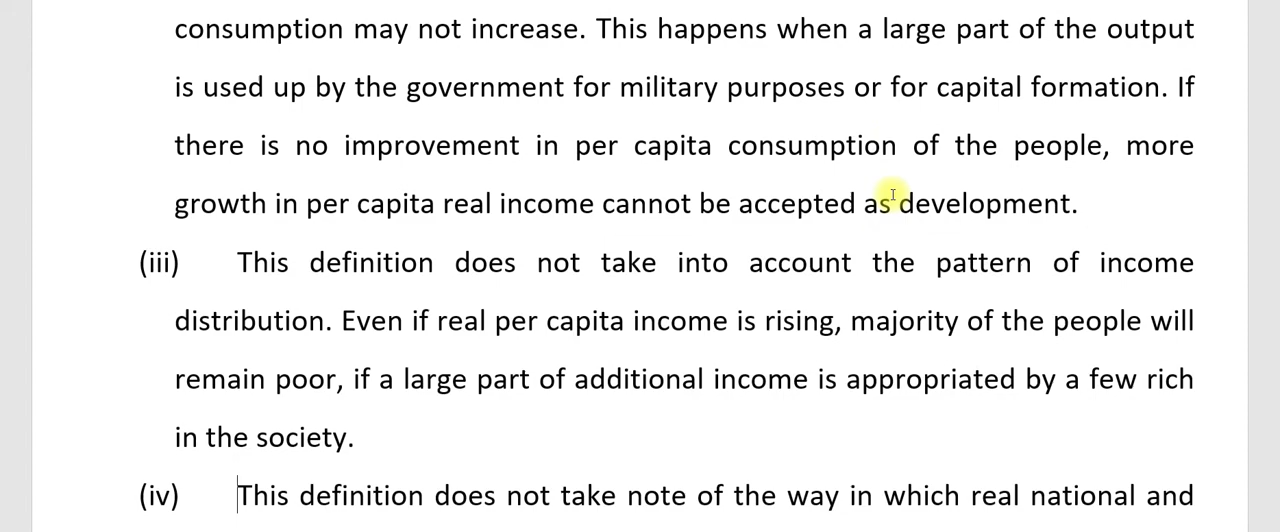 consumption may not increase. This happens when a large part of the output
is used up by the government for military purposes or for capital formation. If
there is no improvement in per capita consumption of the people, more
growth in per capita real income cannot be accepted as development.
(iii) This definition does not take into account the pattern of income
distribution. Even if real per capita income is rising, majority of the people will
remain poor, if a large part of additional income is appropriated by a few rich
in the society.
(iv) This definition does not take note of the way in which real national and